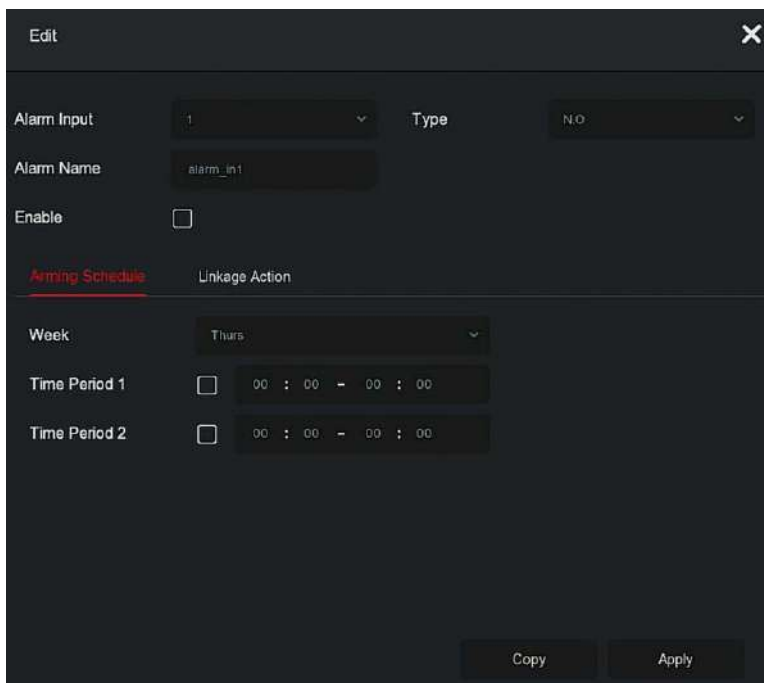 Edit
Alarm Input 1 Type N.O
Alarm Name alarm_in1
Enable
Arming Schedule Linkage Action
Week Thurs
Time Period 1 00 : 00 - 00 : 00
Time Period 2 00 : 00 - 00 : 00
Copy Apply